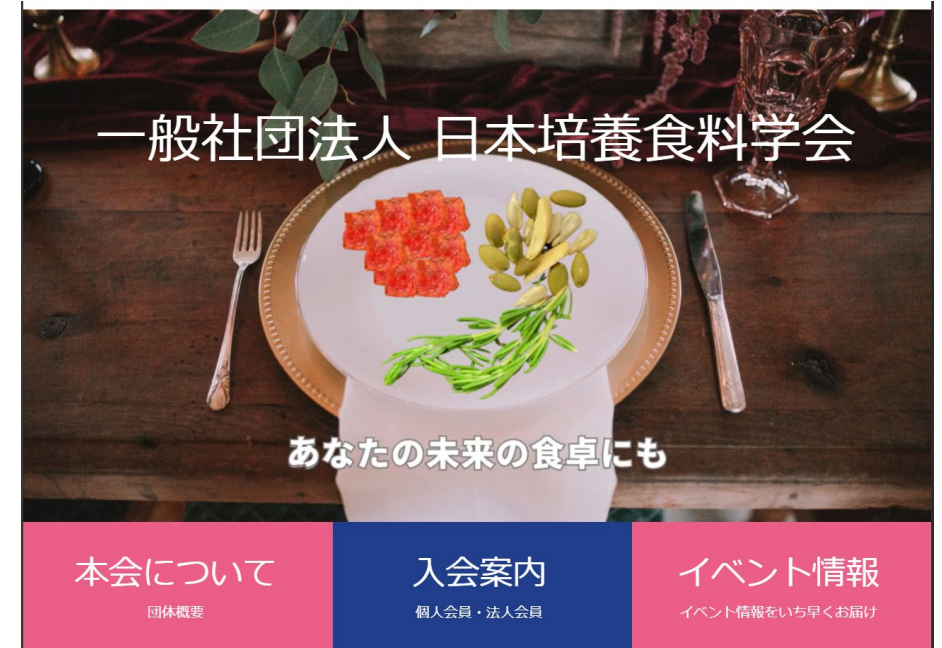 一般社団法人 日本培養食料学会
あなたの未来の食卓にも
本会について
団体概要
入会案内
個人会員・法人会員
イベント情報
イベント情報をいち早くお届け